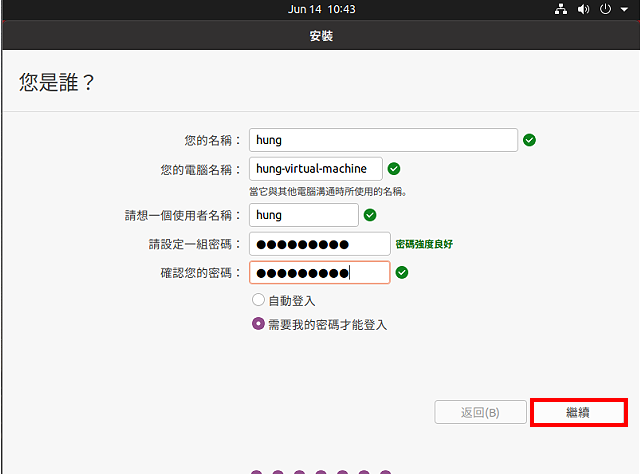 Jun 14 10:43
安裝
您是誰？
您的名稱： hung
您的電腦名稱： hung-virtual-machine
當它與其他電腦溝通時所使用的名稱。
請想一個使用者名稱： hung
請設定一組密碼： ●●●●●●●●● 密碼強度良好
確認您的密碼： ●●●●●●●●●
自動登入
需要我的密碼才能登入
返回(B) 繼續